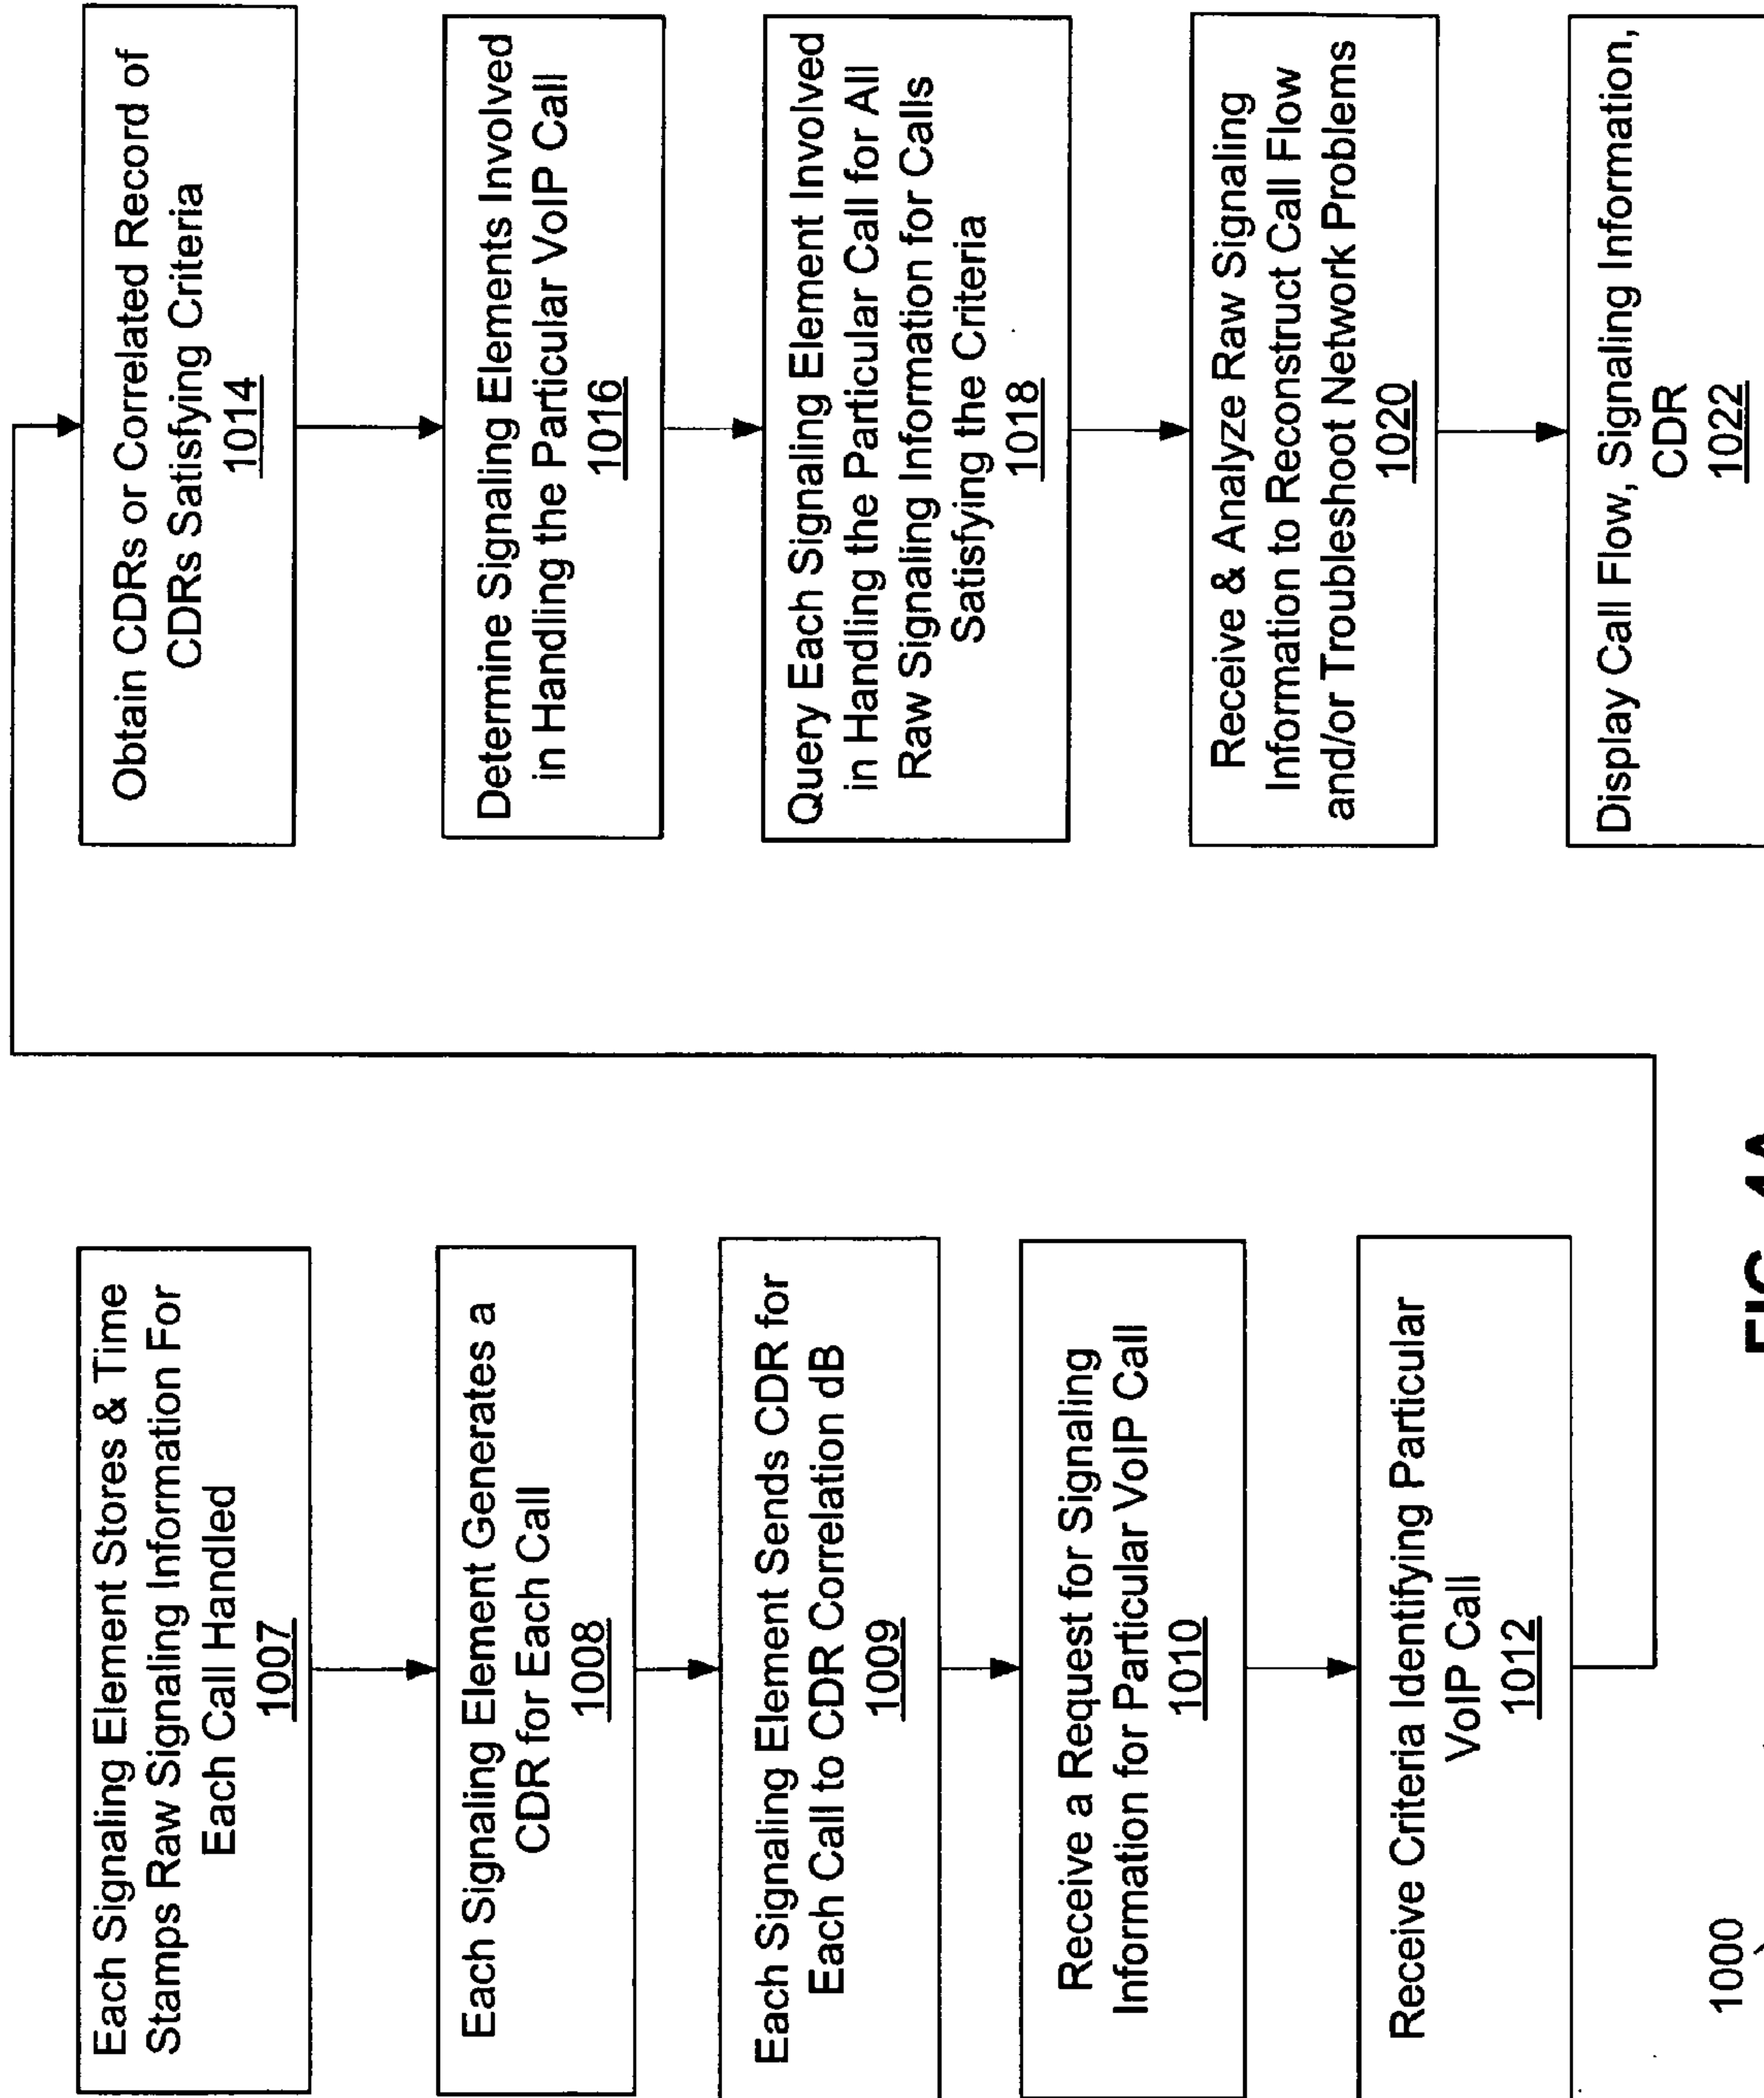 Each Signaling Element Stores & Time
Stamps Raw Signaling Information For
Each Call Handled
1007
Each Signaling Element Generates a
CDR for Each Call
1008
Each Signaling Element Sends CDR for
Each Call to CDR Correlation dB
1009
Receive a Request for Signaling
Information for Particular VoIP Call
1010
Receive Criteria Identifying Particular
VoIP Call
1012
Obtain CDRs or Correlated Record of
CDRs Satisfying Criteria
1014
Determine Signaling Elements Involved
in Handling the Particular VoIP Call
1016
Query Each Signaling Element Involved
in Handling the Particular Call for All
Raw Signaling Information for Calls
Satisfying the Criteria
1018
Receive & Analyze Raw Signaling
Information to Reconstruct Call Flow
and/or Troubleshoot Network Problems
1020
Display Call Flow, Signaling Information,
CDR
1022
1000